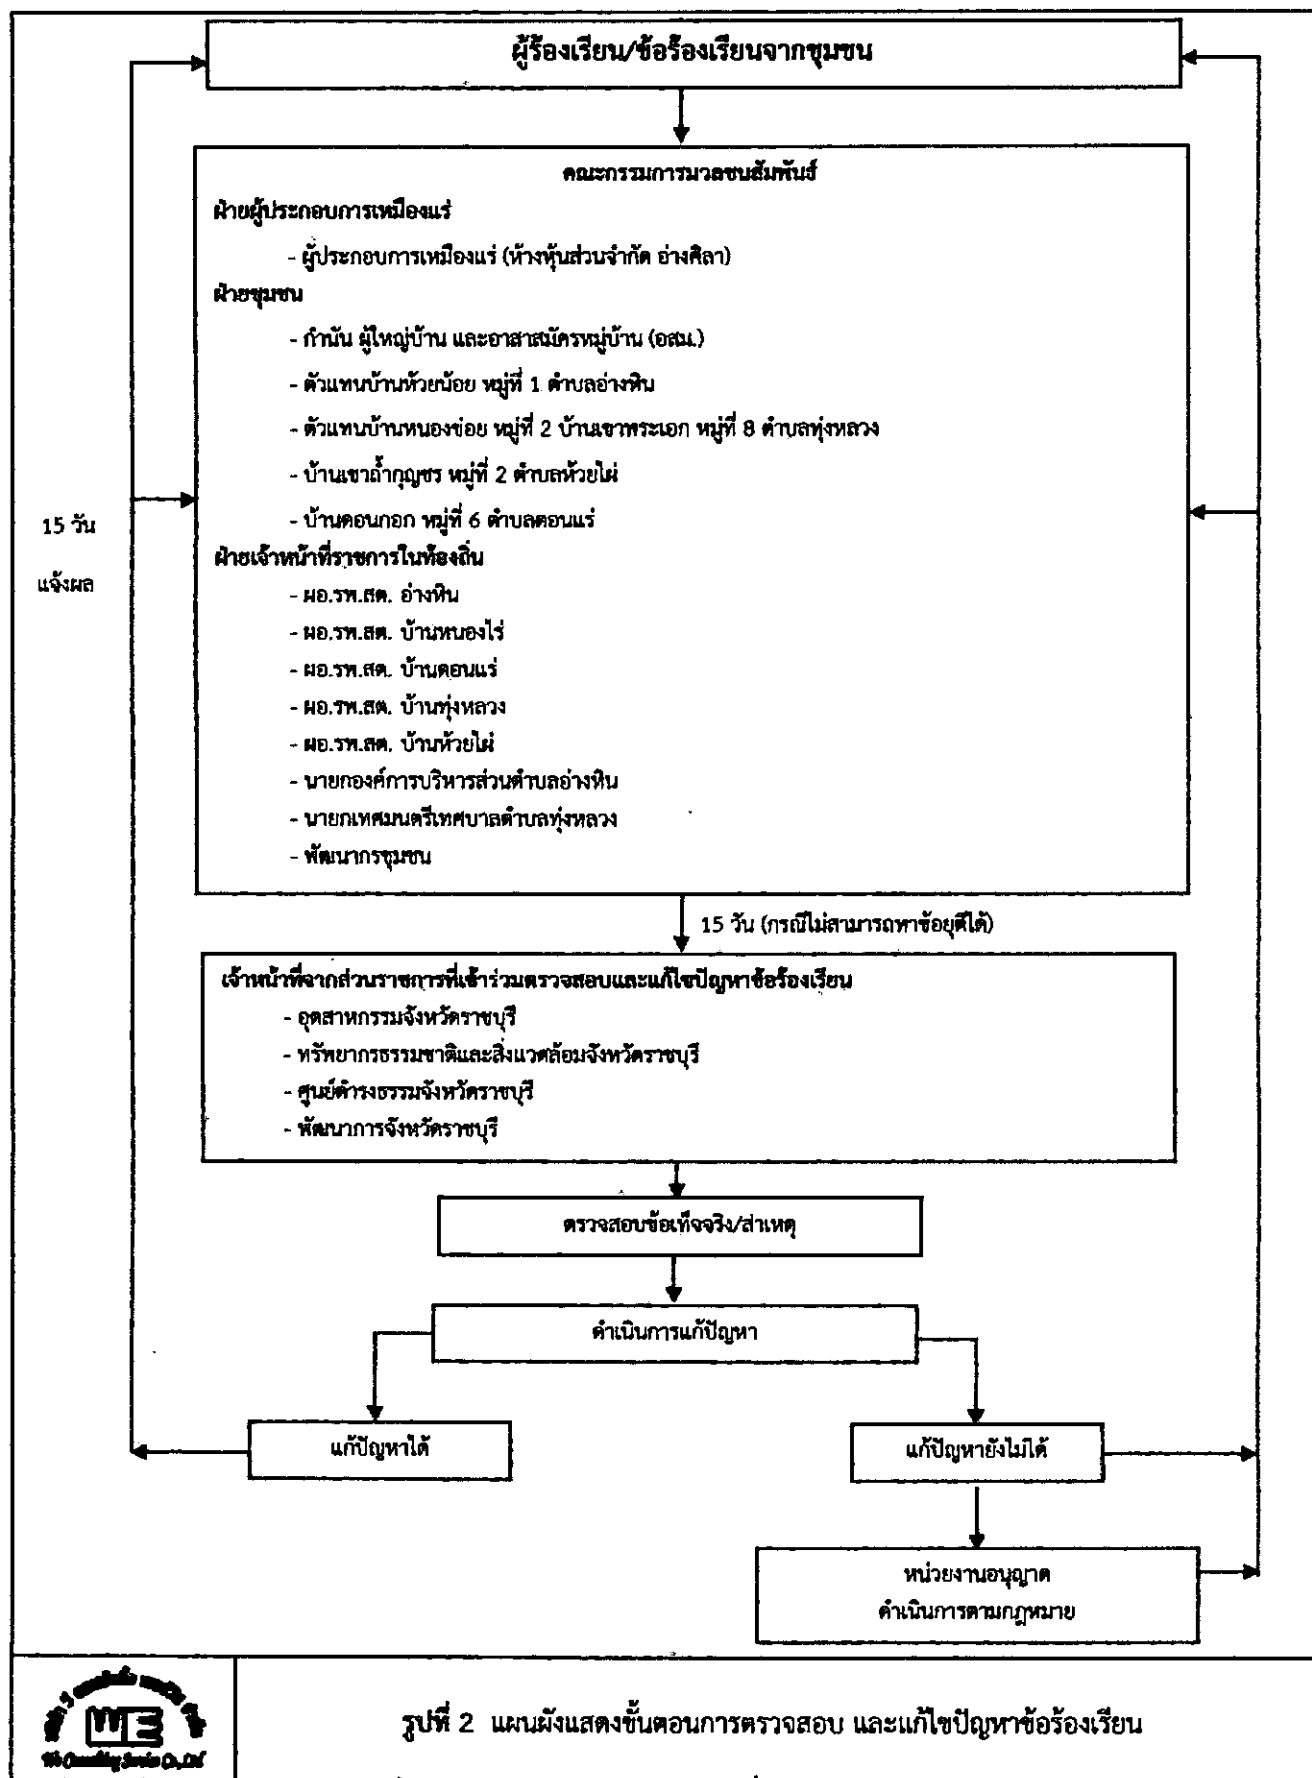 ผู้ร้องเรียน/ข้อร้องเรียนจากชุมชน
คณะกรรมการมวลชนสัมพันธ์
ฝ่ายผู้ประกอบการเหมืองแร่
- ผู้ประกอบการเหมืองแร่ (ห้างหุ้นส่วนจำกัด อ่างศิลา)
ฝ่ายชุมชน
- กำนัน ผู้ใหญ่บ้าน และอาสาสมัครหมู่บ้าน (อสม.)
- ตัวแทนบ้านห้วยน้อย หมู่ที่ 1 ตำบลอ่างหิน
- ตัวแทนบ้านหนองข่อย หมู่ที่ 2 บ้านเขาพระเอก หมู่ที่ 8 ตำบลทุ่งหลวง
- บ้านเขาถ้ำกุญชร หมู่ที่ 2 ตำบลห้วยไผ่
- บ้านดอนกอก หมู่ที่ 6 ตำบลดอนแร่
15 วัน
แจ้งผล
ฝ่ายเจ้าหน้าที่ราชการในท้องถิ่น
- ผอ.รพ.สต. อ่างหิน
- ผอ.รพ.สต. บ้านหนองไร่
- ผอ.รพ.สต. บ้านดอนแร่
- ผอ.รพ.สต. บ้านทุ่งหลวง
- ผอ.รพ.สต. บ้านห้วยไผ่
- นายกองค์การบริหารส่วนตำบลอ่างหิน
- นายกเทศมนตรีเทศบาลตำบลทุ่งหลวง
- พัฒนากรชุมชน
15 วัน (กรณีไม่สามารถหาข้อยุติได้)
เจ้าหน้าที่จากส่วนราชการที่เข้าร่วมตรวจสอบและแก้ไขปัญหาข้อร้องเรียน
- อุตสาหกรรมจังหวัดราชบุรี
- ทรัพยากรธรรมชาติและสิ่งแวดล้อมจังหวัดราชบุรี
- ศูนย์ดำรงธรรมจังหวัดราชบุรี
- พัฒนาการจังหวัดราชบุรี
ตรวจสอบข้อเท็จจริง/สาเหตุ
ดำเนินการแก้ปัญหา
แก้ปัญหาได้
แก้ปัญหายังไม่ได้
หน่วยงานอนุญาต
ดำเนินการตามกฎหมาย
WE
รูปที่ 2 แผนผังแสดงขั้นตอนการตรวจสอบ และแก้ไขปัญหาข้อร้องเรียน